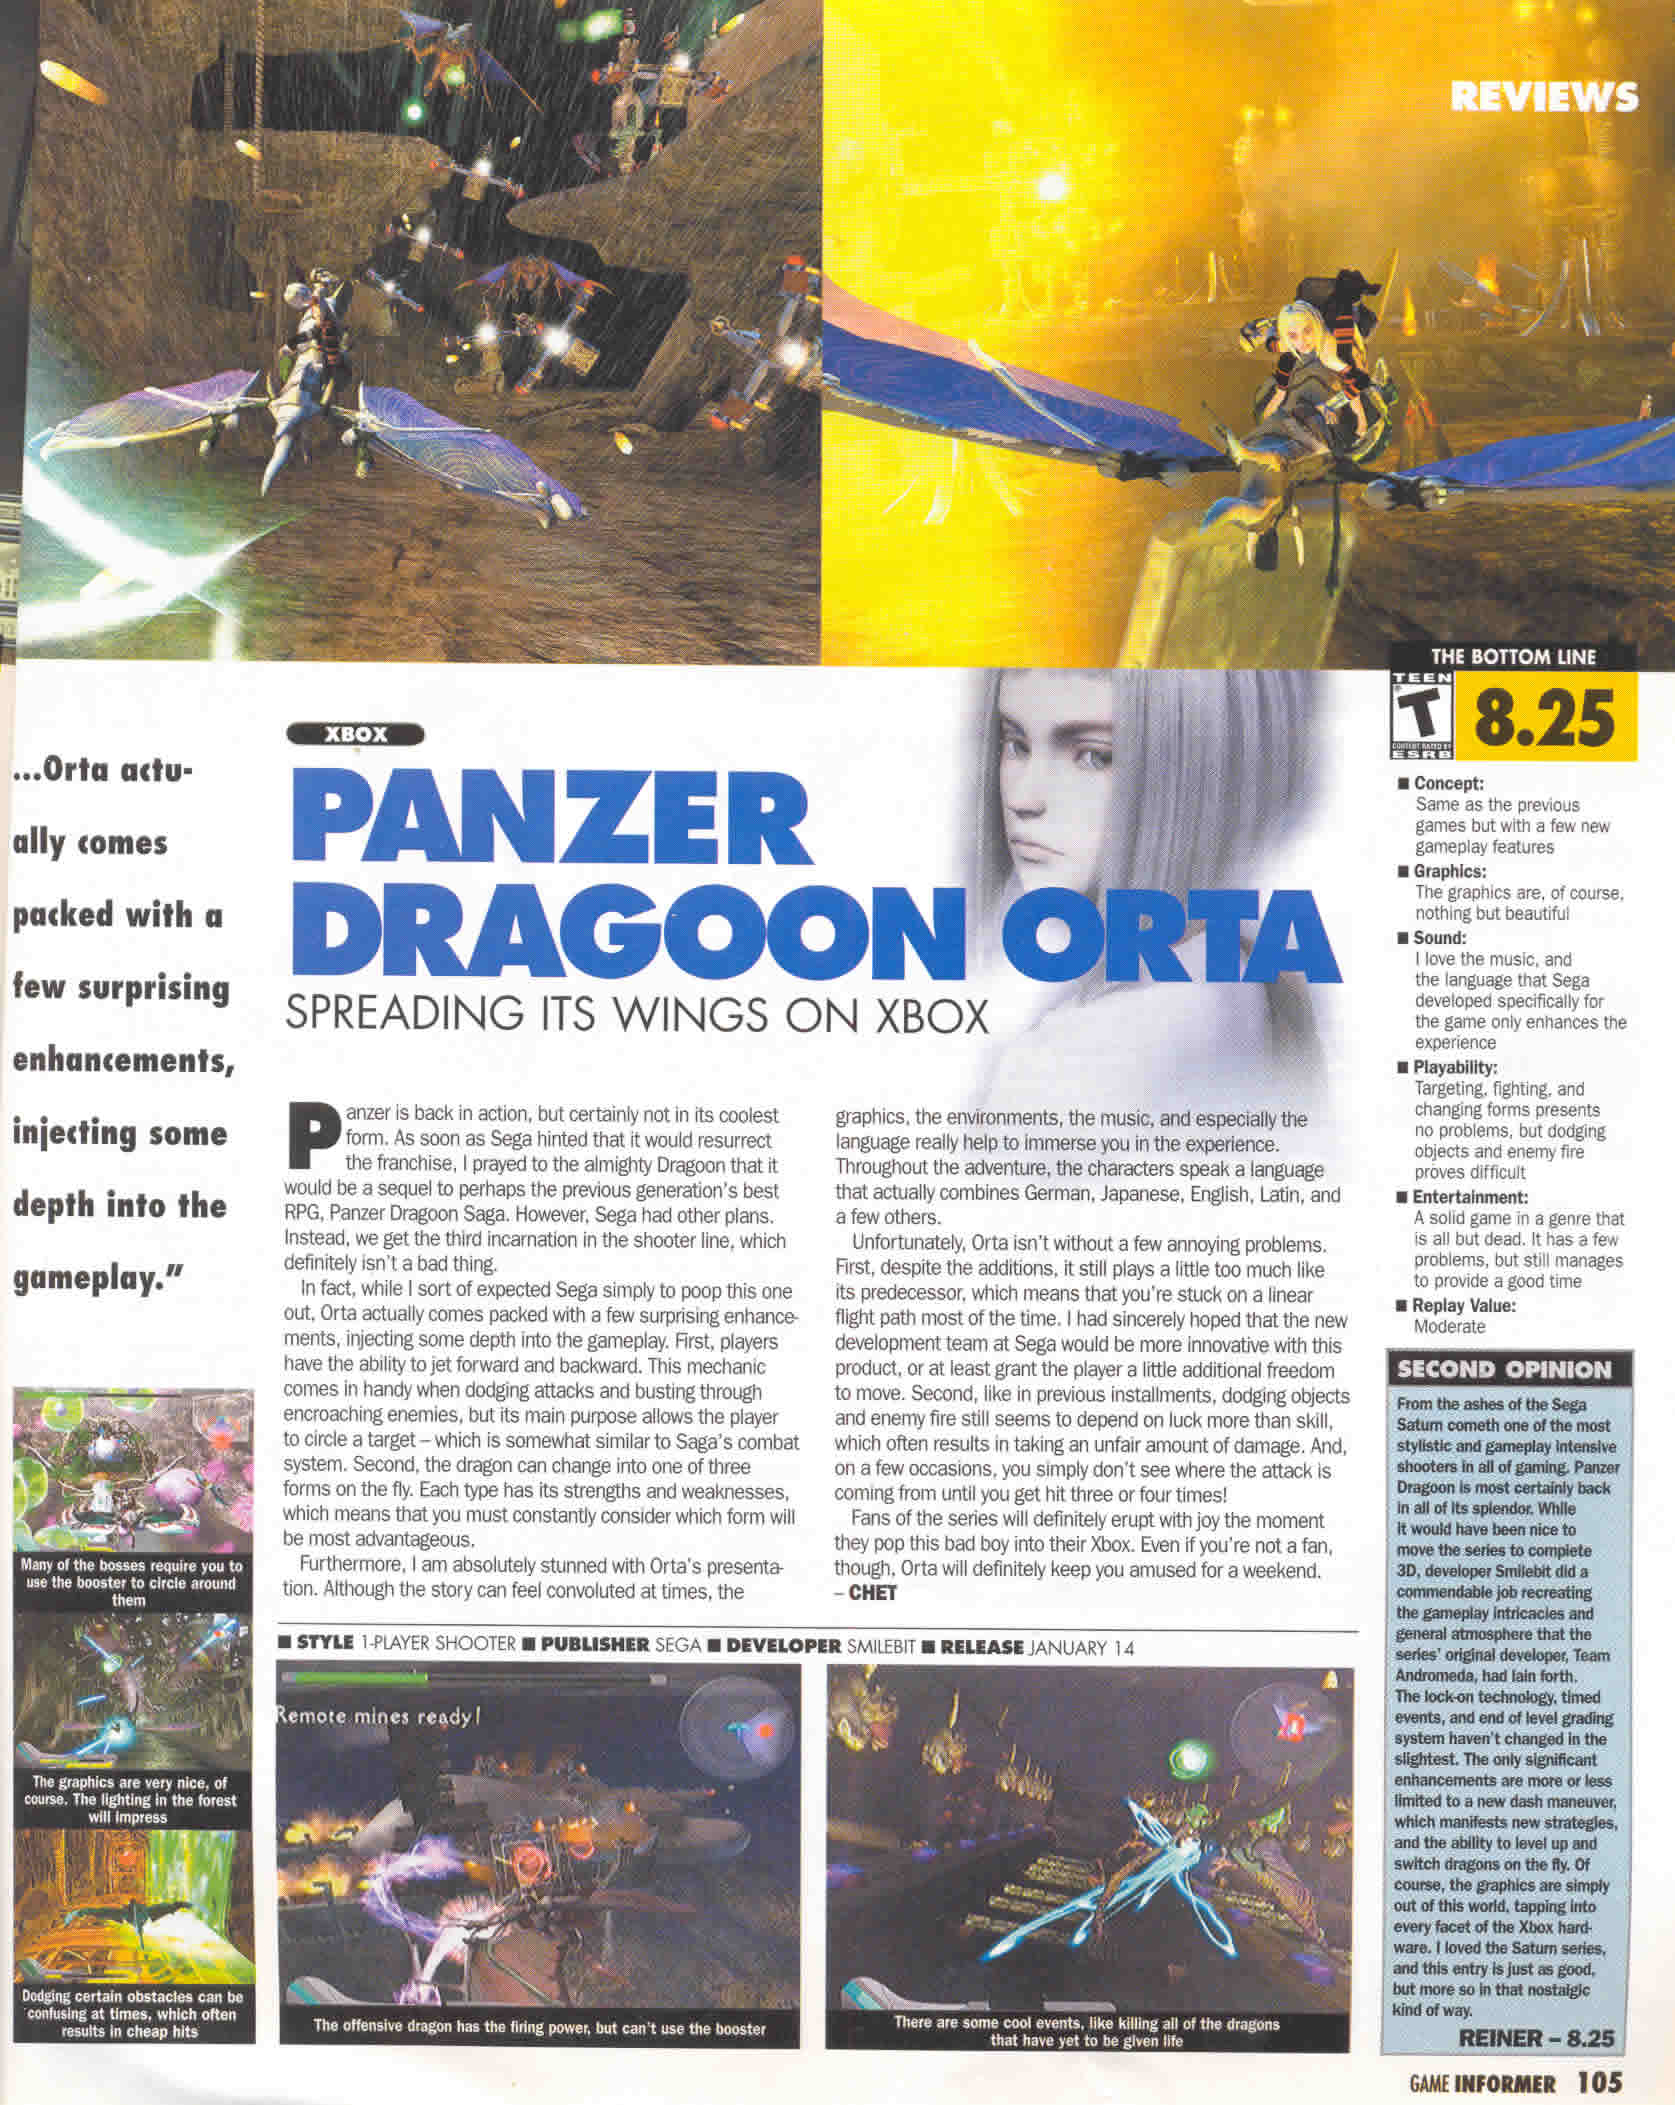 REVIEWS
...Orta actu-
ally comes
packed with a
few surprising
enhancements,
injecting some
depth into the
gameplay."
XBOX
PANZER
DRAGOON ORTA
SPREADING ITS WINGS ON XBOX
Panzer is back in action, but certainly not in its coolest
form. As soon as Sega hinted that it would resurrect
the franchise, I prayed to the almighty Dragoon that it
would be a sequel to perhaps the previous generation's best
RPG, Panzer Dragoon Saga. However, Sega had other plans.
Instead, we get the third incarnation in the shooter line, which
definitely isn't a bad thing.
In fact, while I sort of expected Sega simply to poop this one
out, Orta actually comes packed with a few surprising enhance-
ments, injecting some depth into the gameplay. First, players
have the ability to jet forward and backward. This mechanic
comes in handy when dodging attacks and busting through
encroaching enemies, but its main purpose allows the player
to circle a target – which is somewhat similar to Saga's combat
system. Second, the dragon can change into one of three
forms on the fly. Each type has its strengths and weaknesses,
which means that you must constantly consider which form will
be most advantageous.
Furthermore, I am absolutely stunned with Orta's presenta-
tion. Although the story can feel convoluted at times, the
graphics, the environments, the music, and especially the
language really help to immerse you in the experience.
Throughout the adventure, the characters speak a language
that actually combines German, Japanese, English, Latin, and
a few others.
Unfortunately, Orta isn't without a few annoying problems.
First, despite the additions, it still plays a little too much like
its predecessor, which means that you're stuck on a linear
flight path most of the time. I had sincerely hoped that the new
development team at Sega would be more innovative with this
product, or at least grant the player a little additional freedom
to move. Second, like in previous installments, dodging objects
and enemy fire still seems to depend on luck more than skill,
which often results in taking an unfair amount of damage. And,
on a few occasions, you simply don't see where the attack is
coming from until you get hit three or four times!
Fans of the series will definitely erupt with joy the moment
they pop this bad boy into their Xbox. Even if you're not a fan,
though, Orta will definitely keep you amused for a weekend.
– CHET
■ STYLE 1-PLAYER SHOOTER ■ PUBLISHER SEGA ■ DEVELOPER SMILEBIT ■ RELEASE JANUARY 14
Many of the bosses require you to
use the booster to circle around
them
The graphics are very nice, of
course. The lighting in the forest
will impress
Dodging certain obstacles can be
confusing at times, which often
results in cheap hits
Remote mines ready!
The offensive dragon has the firing power, but can't use the booster
There are some cool events, like killing all of the dragons
that have yet to be given life
THE BOTTOM LINE
TEEN
T
CONTENT RATED BY
ESRB
8.25
■ Concept:
Same as the previous
games but with a few new
gameplay features
■ Graphics:
The graphics are, of course,
nothing but beautiful
■ Sound:
I love the music, and
the language that Sega
developed specifically for
the game only enhances the
experience
■ Playability:
Targeting, fighting, and
changing forms presents
no problems, but dodging
objects and enemy fire
proves difficult
■ Entertainment:
A solid game in a genre that
is all but dead. It has a few
problems, but still manages
to provide a good time
■ Replay Value:
Moderate
SECOND OPINION
From the ashes of the Sega
Saturn cometh one of the most
stylistic and gameplay intensive
shooters in all of gaming. Panzer
Dragoon is most certainly back
in all of its splendor. While
it would have been nice to
move the series to complete
3D, developer Smilebit did a
commendable job recreating
the gameplay intricacies and
general atmosphere that the
series' original developer, Team
Andromeda, had lain forth.
The lock-on technology, timed
events, and end of level grading
system haven't changed in the
slightest. The only significant
enhancements are more or less
limited to a new dash maneuver,
which manifests new strategies,
and the ability to level up and
switch dragons on the fly. Of
course, the graphics are simply
out of this world, tapping into
every facet of the Xbox hard-
ware. I loved the Saturn series,
and this entry is just as good,
but more so in that nostalgic
kind of way.
REINER – 8.25
GAME INFORMER 105